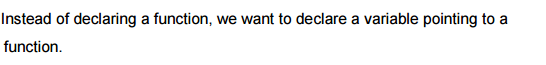 Instead of declaring a function, we want to declare a variable pointing to a
function.